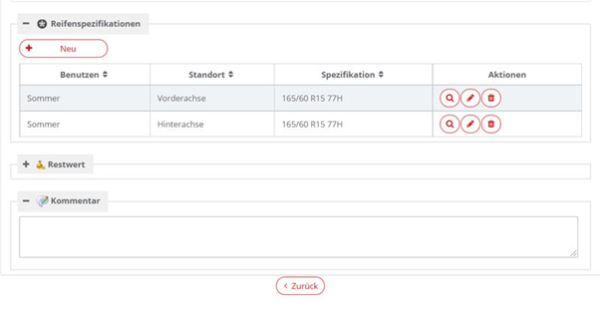 Reifenspezifikationen
Neu
Benutzen Standort Spezifikation Aktionen
Sommer Vorderachse 165/60 R15 77H
Sommer Hinterachse 165/60 R15 77H
Restwert
Kommentar
Zurück